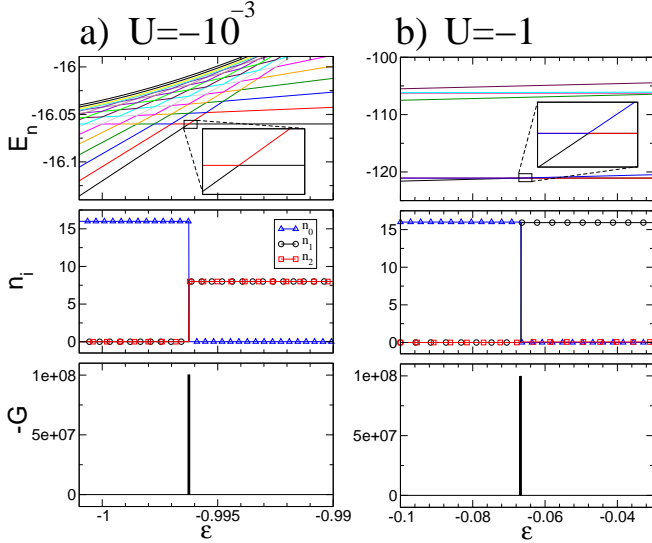 a) U=−10⁻³
b) U=−1
-16
-16.05
-16.1
E_n
-100
-110
-120
15
10
5
0
n_i
n_0
n_1
n_2
15
10
5
0
1e+08
5e+07
0
-G
1e+08
5e+07
0
-1
-0.995
-0.99
ε
-0.1
-0.08
-0.06
-0.04
ε